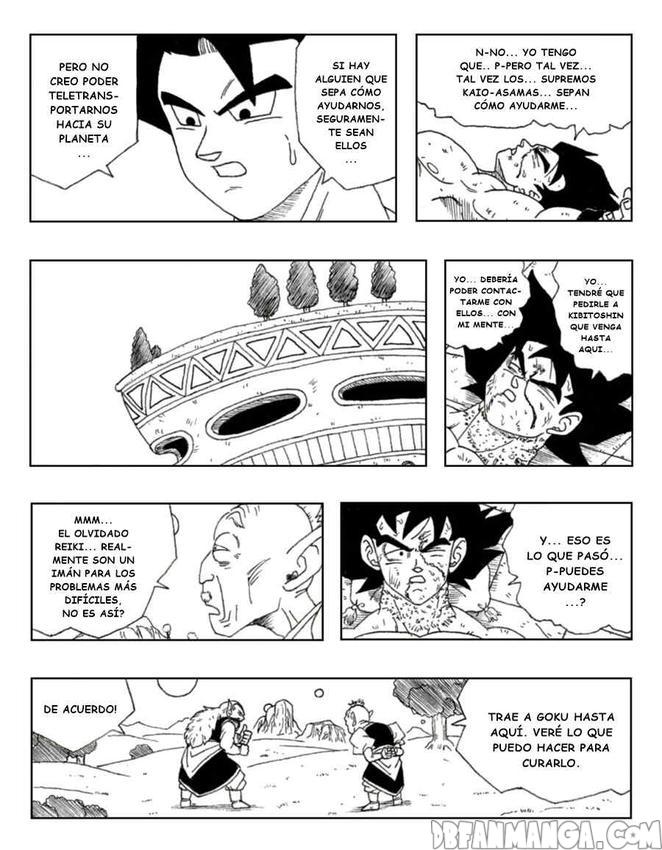 N-NO... YO TENGO
QUE.. P-PERO TAL VEZ...
TAL VEZ LOS... SUPREMOS
KAIO-ASAMAS... SEPAN
CÓMO AYUDARME...
SI HAY
ALGUIEN QUE
SEPA CÓMO
AYUDARNOS,
SEGURAMEN-
TE SEAN
ELLOS
...
PERO NO
CREO PODER
TELETRANS-
PORTARNOS
HACIA SU
PLANETA
...
YO...
TENDRÉ QUE
PEDIRLE A
KIBITOSHIN
QUE VENGA
HASTA
AQUI...
YO... DEBERÍA
PODER CONTAC-
TARME CON
ELLOS... CON
MI MENTE...
Y... ESO ES
LO QUE PASÓ...
P-PUEDES
AYUDARME
...?
MMM...
EL OLVIDADO
REIKI... REAL-
MENTE SON UN
IMÁN PARA LOS
PROBLEMAS MÁS
DIFÍCILES,
NO ES ASÍ?
TRAE A GOKU HASTA
AQUÍ. VERÉ LO QUE
PUEDO HACER PARA
CURARLO.
DE ACUERDO!
DBFANMANGA.COM